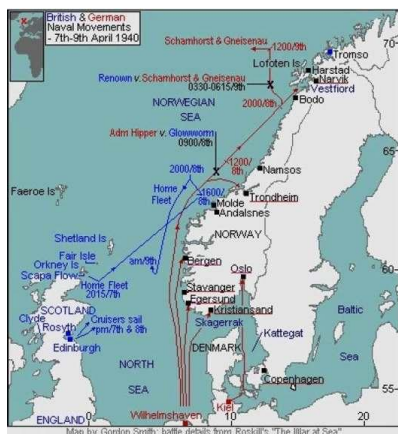 British & German
Naval Movements
- 7th-9th April 1940
Scharnhorst & Gneisenau
1200/9th
Tromso
70
Lofoten Is
Harstad
Renown v. Scharnhorst & Gneisenau
0330-0615/9th
Narvik
Vestfiord
NORWEGIAN
SEA
2000/8th
Bodo
Adm Hipper v. Glowworm
0900/8th
65
2000/8th
1200/
8th
Namsos
Home
Fleet
1600/
8th
Trondheim
Faeroe Is
Molde
Andalsnes
Shetland Is
NORWAY
Fair Isle
am/9th
Bergen
Orkney Is
Scapa Flow
Oslo
Home Fleet
2015/7th
Stavanger
Egersund
SCOTLAND
Kristiansand
Clyde
Cruisers sail
Skagerrak
Baltic
Rosyth
pm/7th & 8th
Kattegat
Edinburgh
DENMARK
Sea
NORTH
Copenhagen
SEA
55
Kiel
ENGLAND
0
Wilhelmshaven
10
Map by Gordon Smith; battle details from Roskill's "The War at Sea"